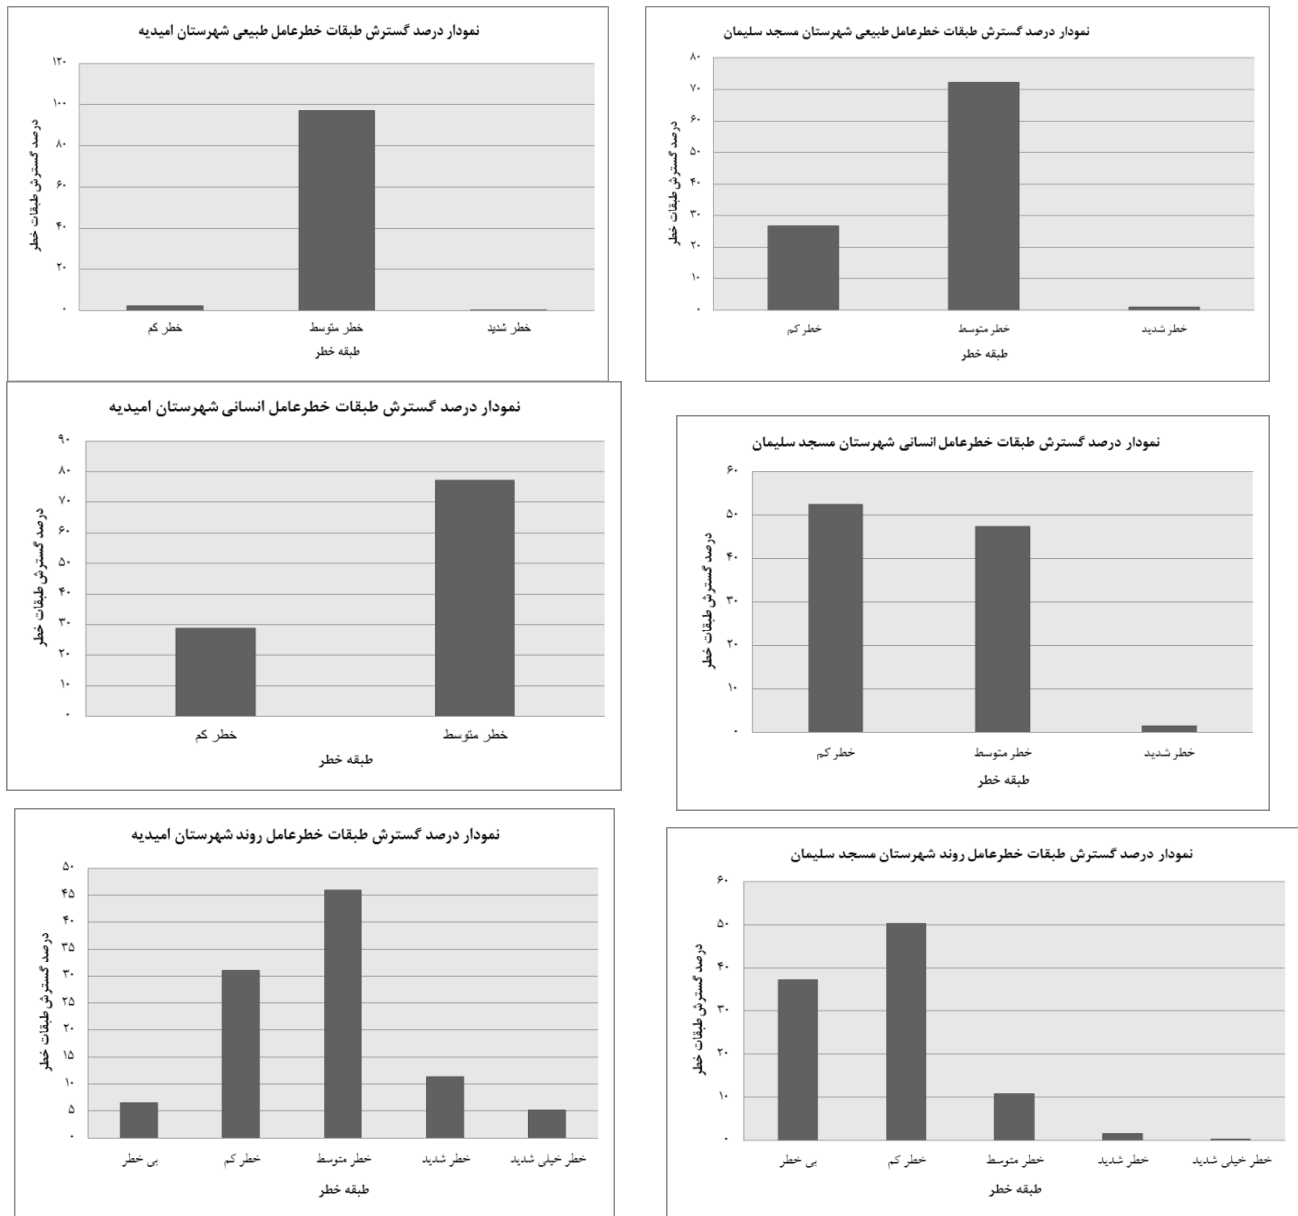 نمودار درصد گسترش طبقات خطرعامل طبیعی شهرستان امیدیه
درصد گسترش طبقات خطر
۱۲۰
۱۰۰
۸۰
۶۰
۴۰
۲۰
۰
خطر کم
خطر متوسط
خطر شدید
طبقه خطر
نمودار درصد گسترش طبقات خطرعامل طبیعی شهرستان مسجد سلیمان
درصد گسترش طبقات خطر
۸۰
۷۰
۶۰
۵۰
۴۰
۳۰
۲۰
۱۰
۰
خطر کم
خطر متوسط
خطر شدید
طبقه خطر
نمودار درصد گسترش طبقات خطرعامل انسانی شهرستان امیدیه
درصد گسترش طبقات خطر
۹۰
۸۰
۷۰
۶۰
۵۰
۴۰
۳۰
۲۰
۱۰
۰
خطر کم
خطر متوسط
طبقه خطر
نمودار درصد گسترش طبقات خطرعامل انسانی شهرستان مسجد سلیمان
درصد گسترش طبقات خطر
۶۰
۵۰
۴۰
۳۰
۲۰
۱۰
۰
خطر کم
خطر متوسط
خطر شدید
طبقه خطر
نمودار درصد گسترش طبقات خطرعامل روند شهرستان امیدیه
درصد گسترش طبقات خطر
۵۰
۴۵
۴۰
۳۵
۳۰
۲۵
۲۰
۱۵
۱۰
۵
۰
بی خطر
خطر کم
خطر متوسط
خطر شدید
خطر خیلی شدید
طبقه خطر
نمودار درصد گسترش طبقات خطرعامل روند شهرستان مسجد سلیمان
درصد گسترش طبقات خطر
۶۰
۵۰
۴۰
۳۰
۲۰
۱۰
۰
بی خطر
خطر کم
خطر متوسط
خطر شدید
خطر خیلی شدید
طبقه خطر